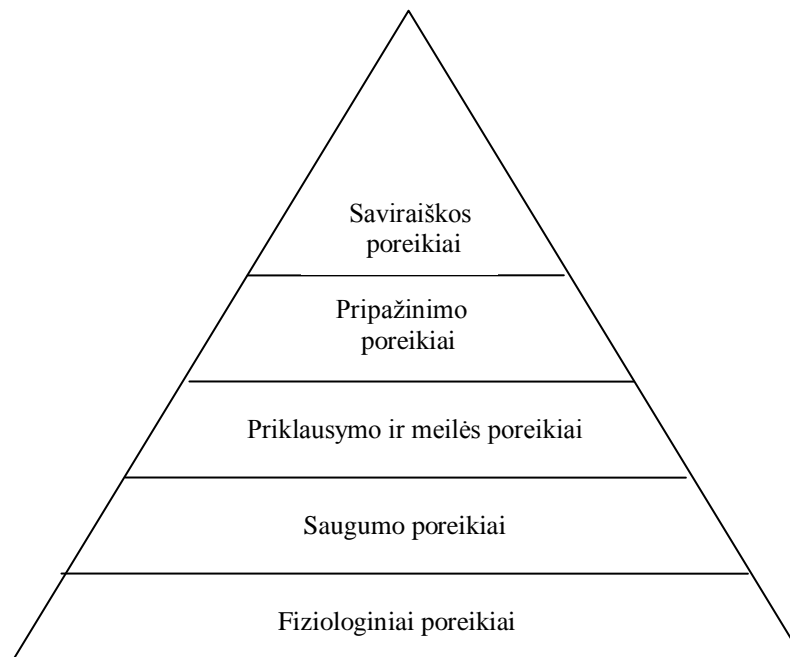 Saviraiškos
poreikiai
Pripažinimo
poreikiai
Priklausymo ir meilės poreikiai
Saugumo poreikiai
Fiziologiniai poreikiai